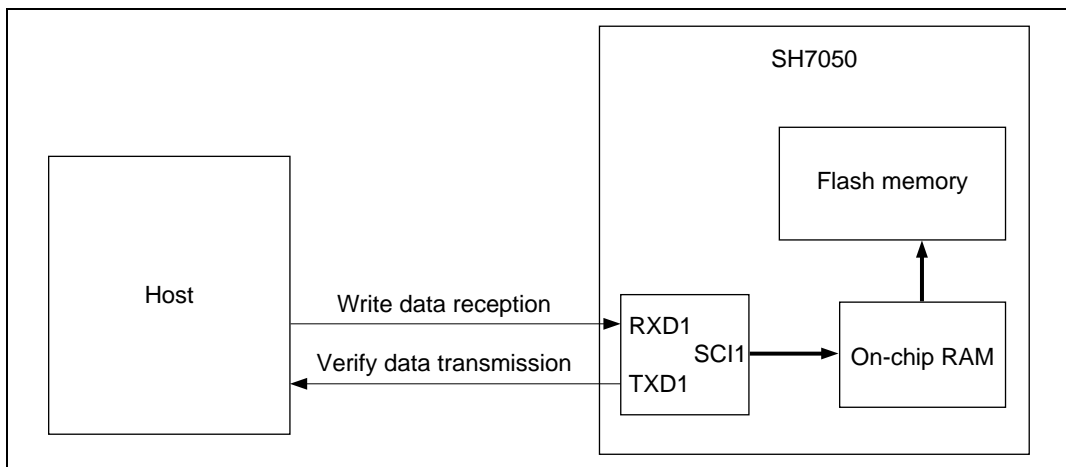 SH7050
Flash memory
Host
Write data reception
RXD1
SCI1
On-chip RAM
Verify data transmission
TXD1